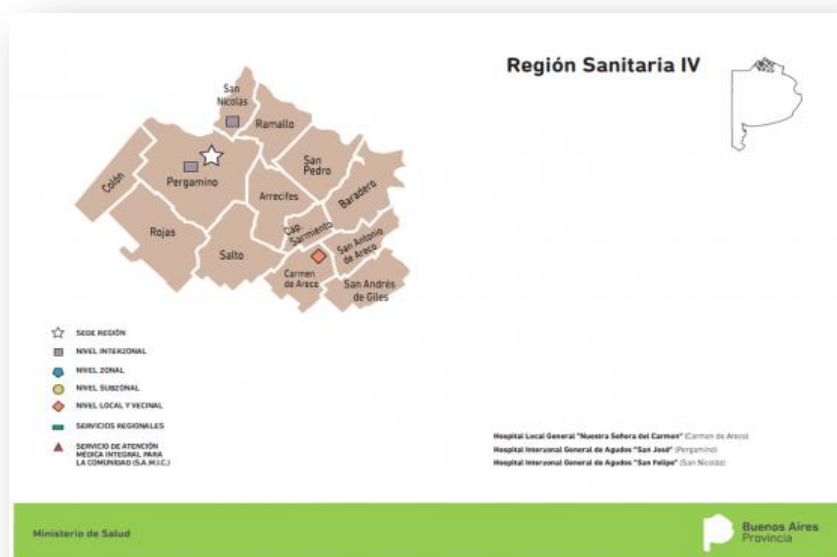 Región Sanitaria IV
San
Nicolás
Ramallo
San
Pedro
Colón
Pergamino
Arrecifes
Baradero
Rojas
Salto
Cap.
Sarmiento
San Antonio
de Areco
Carmen
de Areco
San Andrés
de Giles
SEDE REGIÓN
NIVEL INTERZONAL
NIVEL ZONAL
NIVEL SUBZONAL
NIVEL LOCAL Y VECINAL
SERVICIOS REGIONALES
SERVICIO DE ATENCIÓN
MÉDICA INTEGRAL PARA
LA COMUNIDAD (S.A.M.I.C.)
Hospital Local General "Nuestra Señora del Carmen" (Carmen de Areco)
Hospital Interzonal General de Agudos "San José" (Pergamino)
Hospital Interzonal General de Agudos "San Felipe" (San Nicolás)
Ministerio de Salud
Buenos Aires
Provincia